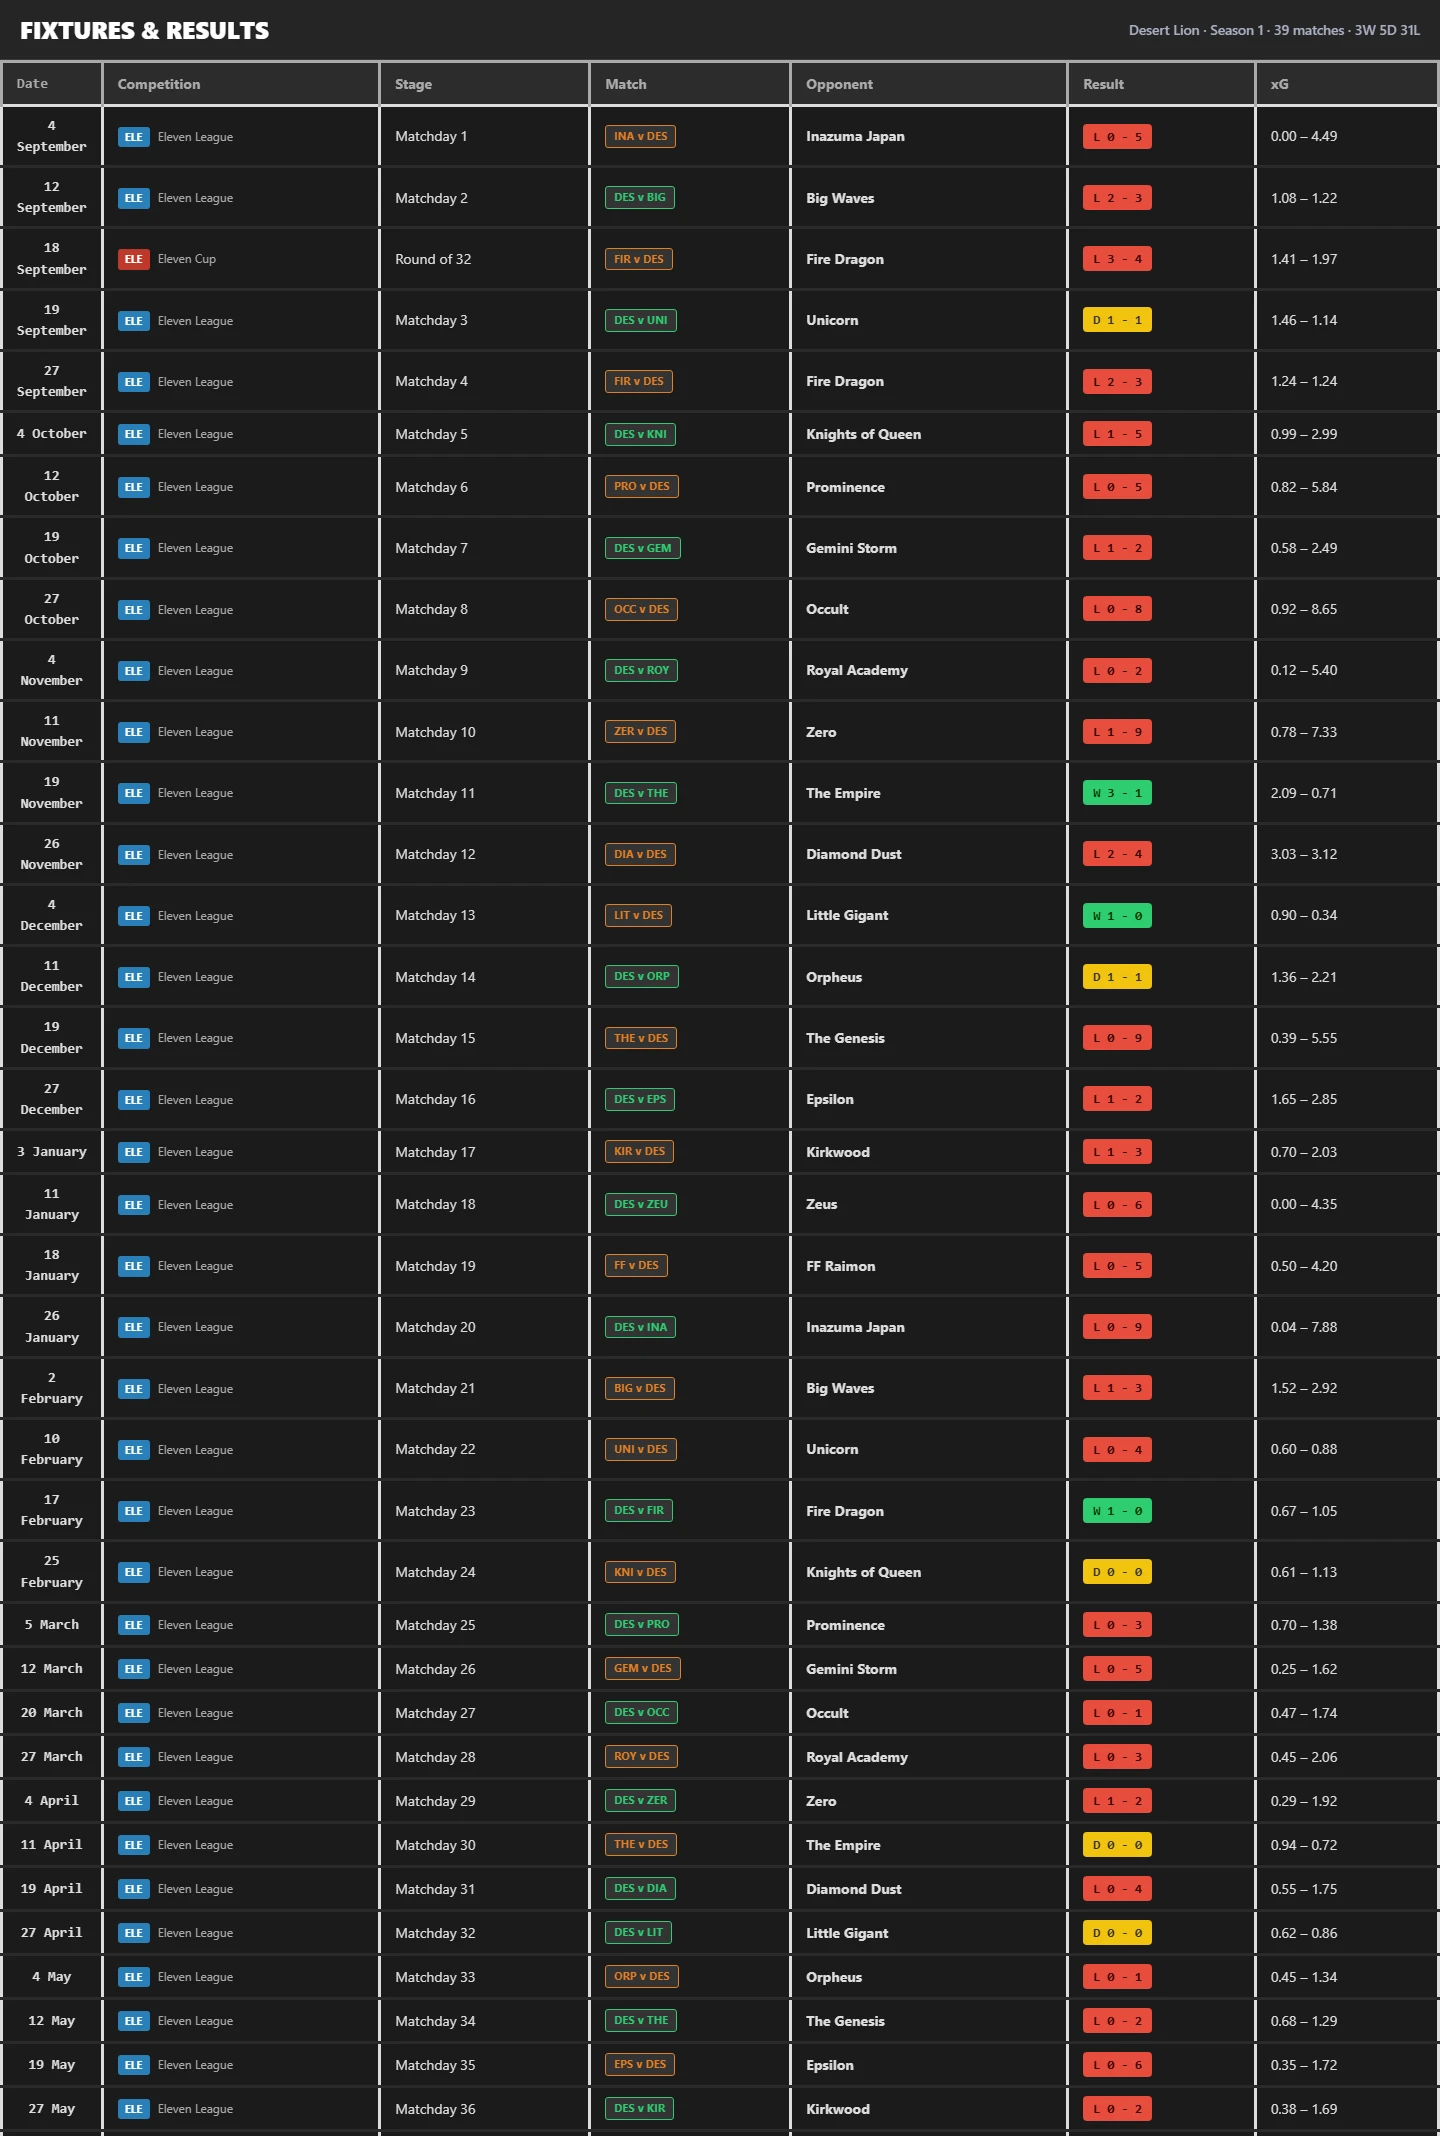 FIXTURES & RESULTS
Desert Lion · Season 1 · 39 matches · 3W 5D 31L
Date Competition Stage Match Opponent Result xG
4 September ELE Eleven League Matchday 1 INA v DES Inazuma Japan L 0 - 5 0.00 – 4.49
12 September ELE Eleven League Matchday 2 DES v BIG Big Waves L 2 - 3 1.08 – 1.22
18 September ELE Eleven Cup Round of 32 FIR v DES Fire Dragon L 3 - 4 1.41 – 1.97
19 September ELE Eleven League Matchday 3 DES v UNI Unicorn D 1 - 1 1.46 – 1.14
27 September ELE Eleven League Matchday 4 FIR v DES Fire Dragon L 2 - 3 1.24 – 1.24
4 October ELE Eleven League Matchday 5 DES v KNI Knights of Queen L 1 - 5 0.99 – 2.99
12 October ELE Eleven League Matchday 6 PRO v DES Prominence L 0 - 5 0.82 – 5.84
19 October ELE Eleven League Matchday 7 DES v GEM Gemini Storm L 1 - 2 0.58 – 2.49
27 October ELE Eleven League Matchday 8 OCC v DES Occult L 0 - 8 0.92 – 8.65
4 November ELE Eleven League Matchday 9 DES v ROY Royal Academy L 0 - 2 0.12 – 5.40
11 November ELE Eleven League Matchday 10 ZER v DES Zero L 1 - 9 0.78 – 7.33
19 November ELE Eleven League Matchday 11 DES v THE The Empire W 3 - 1 2.09 – 0.71
26 November ELE Eleven League Matchday 12 DIA v DES Diamond Dust L 2 - 4 3.03 – 3.12
4 December ELE Eleven League Matchday 13 LIT v DES Little Gigant W 1 - 0 0.90 – 0.34
11 December ELE Eleven League Matchday 14 DES v ORP Orpheus D 1 - 1 1.36 – 2.21
19 December ELE Eleven League Matchday 15 THE v DES The Genesis L 0 - 9 0.39 – 5.55
27 December ELE Eleven League Matchday 16 DES v EPS Epsilon L 1 - 2 1.65 – 2.85
3 January ELE Eleven League Matchday 17 KIR v DES Kirkwood L 1 - 3 0.70 – 2.03
11 January ELE Eleven League Matchday 18 DES v ZEU Zeus L 0 - 6 0.00 – 4.35
18 January ELE Eleven League Matchday 19 FF v DES FF Raimon L 0 - 5 0.50 – 4.20
26 January ELE Eleven League Matchday 20 DES v INA Inazuma Japan L 0 - 9 0.04 – 7.88
2 February ELE Eleven League Matchday 21 BIG v DES Big Waves L 1 - 3 1.52 – 2.92
10 February ELE Eleven League Matchday 22 UNI v DES Unicorn L 0 - 4 0.60 – 0.88
17 February ELE Eleven League Matchday 23 DES v FIR Fire Dragon W 1 - 0 0.67 – 1.05
25 February ELE Eleven League Matchday 24 KNI v DES Knights of Queen D 0 - 0 0.61 – 1.13
5 March ELE Eleven League Matchday 25 DES v PRO Prominence L 0 - 3 0.70 – 1.38
12 March ELE Eleven League Matchday 26 GEM v DES Gemini Storm L 0 - 5 0.25 – 1.62
20 March ELE Eleven League Matchday 27 DES v OCC Occult L 0 - 1 0.47 – 1.74
27 March ELE Eleven League Matchday 28 ROY v DES Royal Academy L 0 - 3 0.45 – 2.06
4 April ELE Eleven League Matchday 29 DES v ZER Zero L 1 - 2 0.29 – 1.92
11 April ELE Eleven League Matchday 30 THE v DES The Empire D 0 - 0 0.94 – 0.72
19 April ELE Eleven League Matchday 31 DES v DIA Diamond Dust L 0 - 4 0.55 – 1.75
27 April ELE Eleven League Matchday 32 DES v LIT Little Gigant D 0 - 0 0.62 – 0.86
4 May ELE Eleven League Matchday 33 ORP v DES Orpheus L 0 - 1 0.45 – 1.34
12 May ELE Eleven League Matchday 34 DES v THE The Genesis L 0 - 2 0.68 – 1.29
19 May ELE Eleven League Matchday 35 EPS v DES Epsilon L 0 - 6 0.35 – 1.72
27 May ELE Eleven League Matchday 36 DES v KIR Kirkwood L 0 - 2 0.38 – 1.69